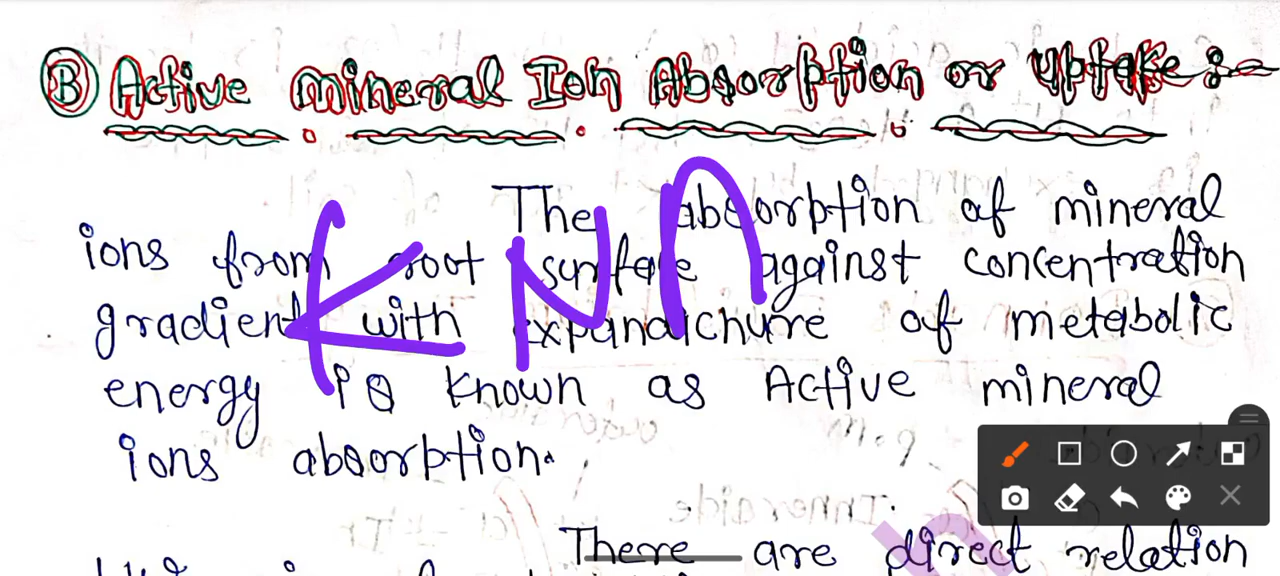 (B) Active mineral Ion Absorption or Uptake :-
The absorption of mineral
ions from root surface against concentration
gradient with expandichure of metabolic
energy is known as Active mineral
ions absorption.
There are direct relation